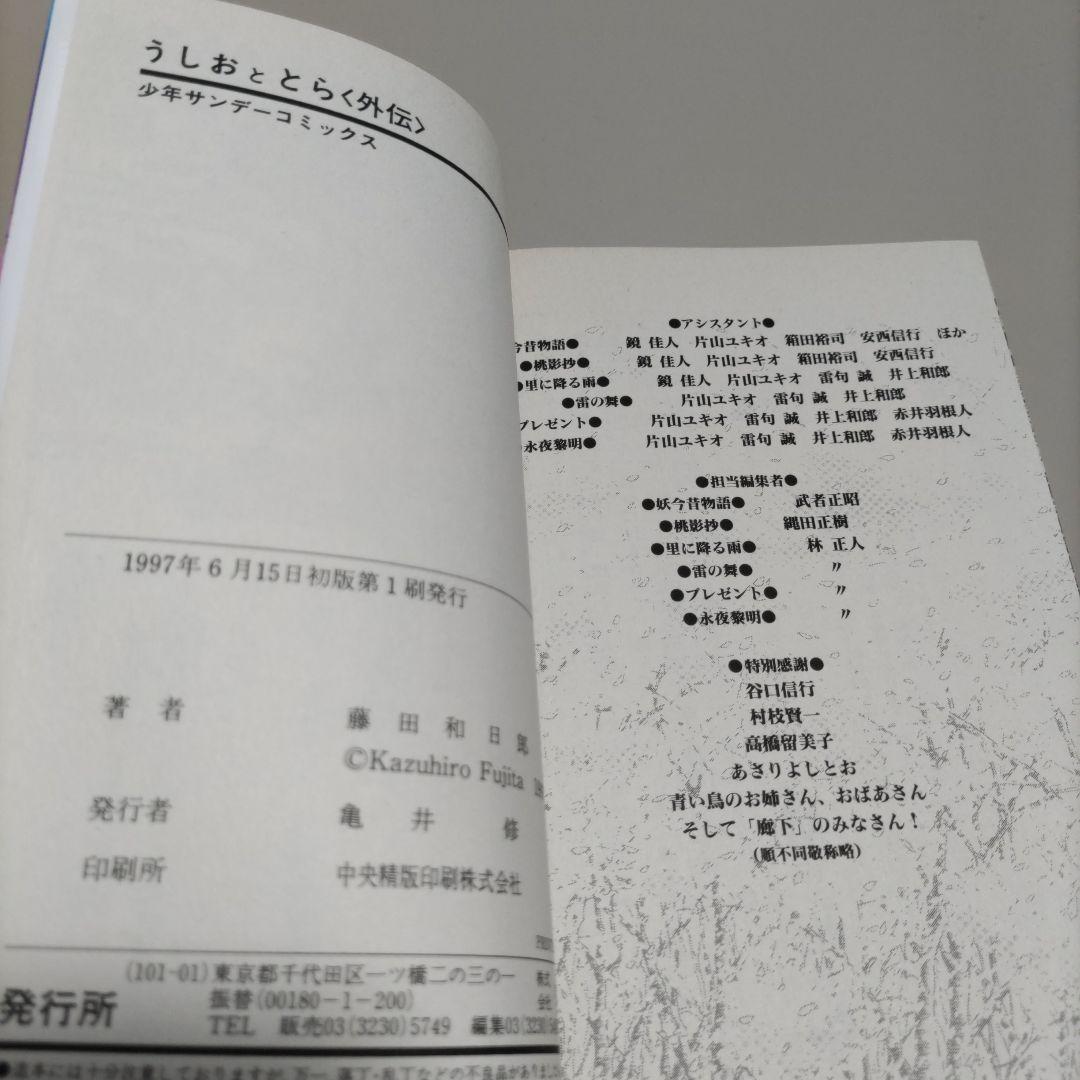 うしおととら〈外伝〉
少年サンデーコミックス
1997年6月15日初版第1刷発行
著者 藤田和日郎
©Kazuhiro Fujita
発行者 亀井修
印刷所 中央精版印刷株式会社
(101-01)東京都千代田区一ツ橋二の三の一
振替(00180-1-200)
発行所
TEL 販売03(3230)5749 編集03(3230)
●アシスタント●
今昔物語● 鏡佳人 片山ユキオ 箱田裕司 安西信行 ほか
●桃影抄● 鏡佳人 片山ユキオ 箱田裕司 安西信行
●里に降る雨● 鏡佳人 片山ユキオ 雷句誠 井上和郎
●雷の舞● 片山ユキオ 雷句誠 井上和郎
プレゼント● 片山ユキオ 雷句誠 井上和郎 赤井羽根人
永夜黎明● 片山ユキオ 雷句誠 井上和郎 赤井羽根人
●担当編集者●
●妖今昔物語● 武者正昭
●桃影抄● 縄田正樹
●里に降る雨● 林正人
●雷の舞● 〃
●プレゼント● 〃
●永夜黎明● 〃
●特別感謝●
谷口信行
村枝賢一
高橋留美子
あさりよしとお
青い鳥のお姉さん、おばあさん
そして「廊下」のみなさん!
(順不同敬称略)